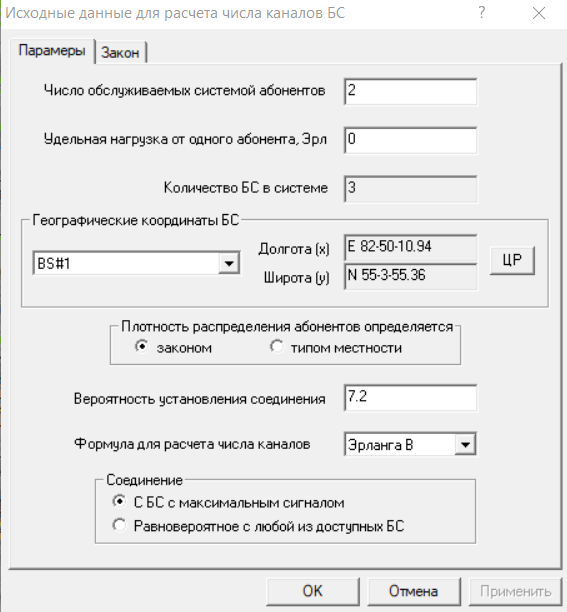 Исходные данные для расчета числа каналов БС ?
Парамеры Закон
Число обслуживаемых системой абонентов 2
Удельная нагрузка от одного абонента, Эрл 0
Количество БС в системе 3
Географические координаты БС
Долгота (x) E 82-50-10.94
BS#1 ЦР
Широта (y) N 55-3-55.36
Плотность распределения абонентов определяется
законом типом местности
Вероятность установления соединения 7.2
Формула для расчета числа каналов Эрланга B
Соединение
С БС с максимальным сигналом
Равновероятное с любой из доступных БС
OK Отмена Применить